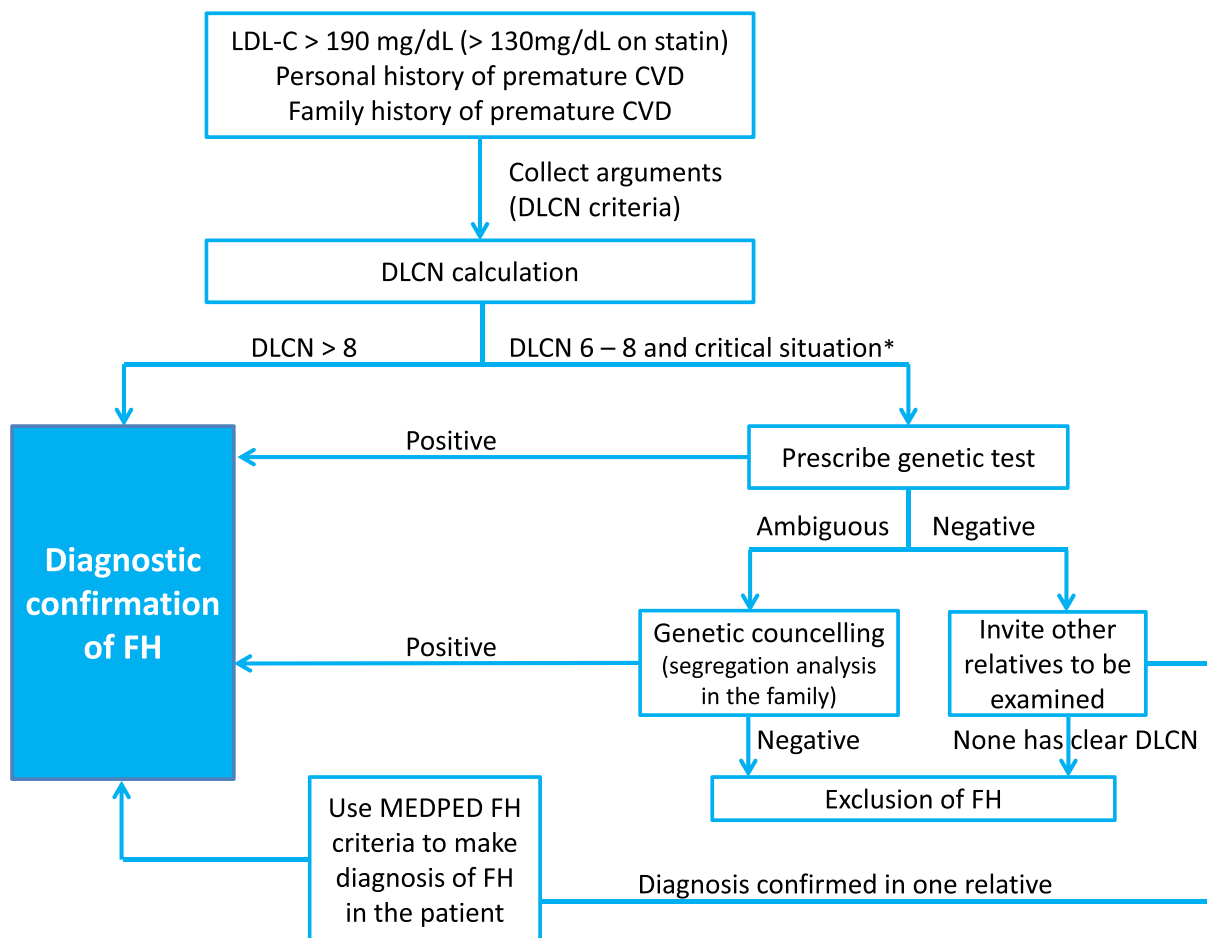 LDL-C > 190 mg/dL (> 130mg/dL on statin)
Personal history of premature CVD
Family history of premature CVD
Collect arguments
(DLCN criteria)
DLCN calculation
DLCN > 8
DLCN 6 – 8 and critical situation*
Positive
Prescribe genetic test
Ambiguous
Negative
Diagnostic
confirmation
of FH
Positive
Genetic councelling
(segregation analysis
in the family)
Invite other
relatives to be
examined
Negative
None has clear DLCN
Exclusion of FH
Use MEDPED FH
criteria to make
diagnosis of FH
in the patient
Diagnosis confirmed in one relative